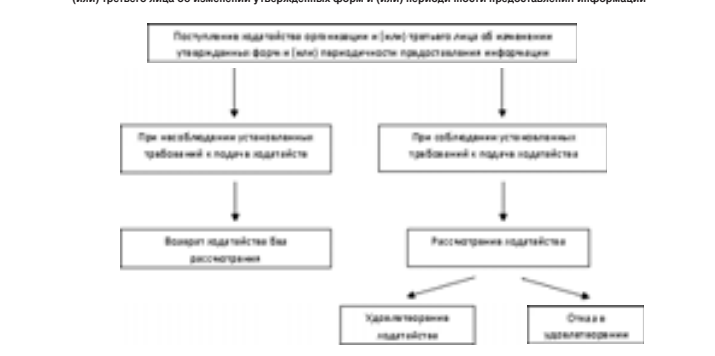 (или) третьего лица об изменении утвержденных форм и (или) периодичности предоставления информации
Поступление ходатайства организации и (или) третьего лица об изменении
утвержденных форм и (или) периодичности предоставления информации
При несоблюдении установленных
требований к подаче ходатайств
При соблюдении установленных
требований к подаче ходатайства
Возврат ходатайства без
рассмотрения
Рассмотрение ходатайства
Удовлетворение
ходатайства
Отказ в
удовлетворении